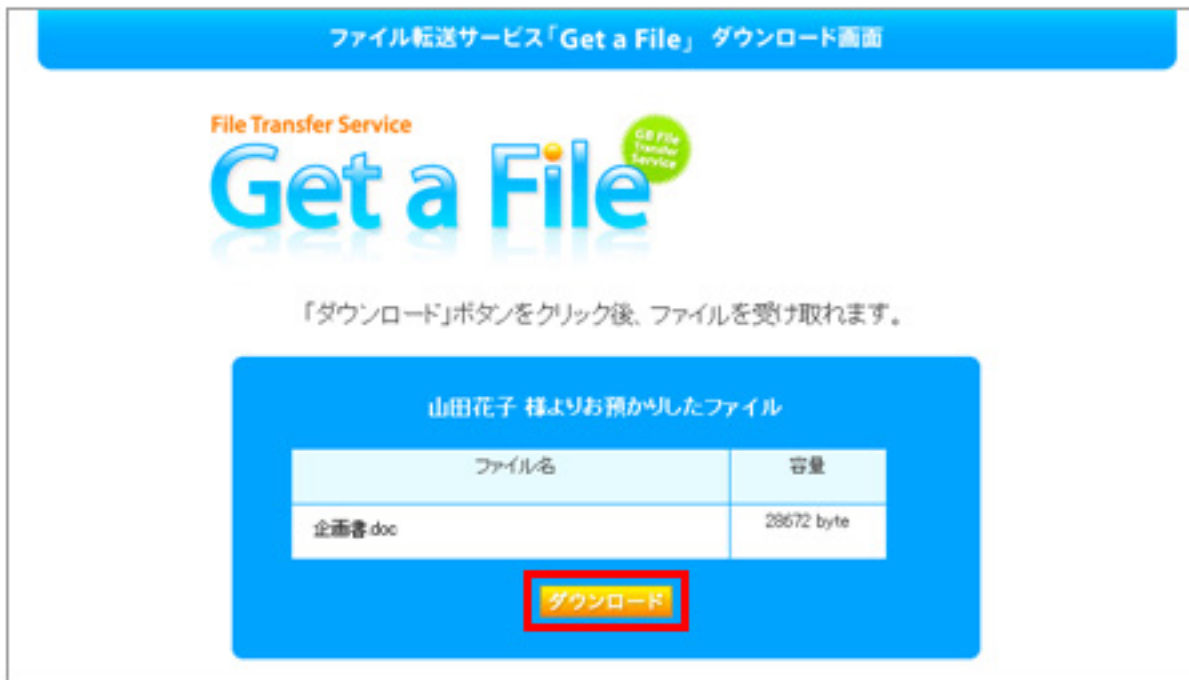 ファイル転送サービス「Get a File」 ダウンロード画面
File Transfer Service
Get a File
GB File
Transfer
Service
「ダウンロード」ボタンをクリック後、ファイルを受け取れます。
山田花子 様よりお預かりしたファイル
ファイル名 容量
企画書.doc 28672 byte
ダウンロード